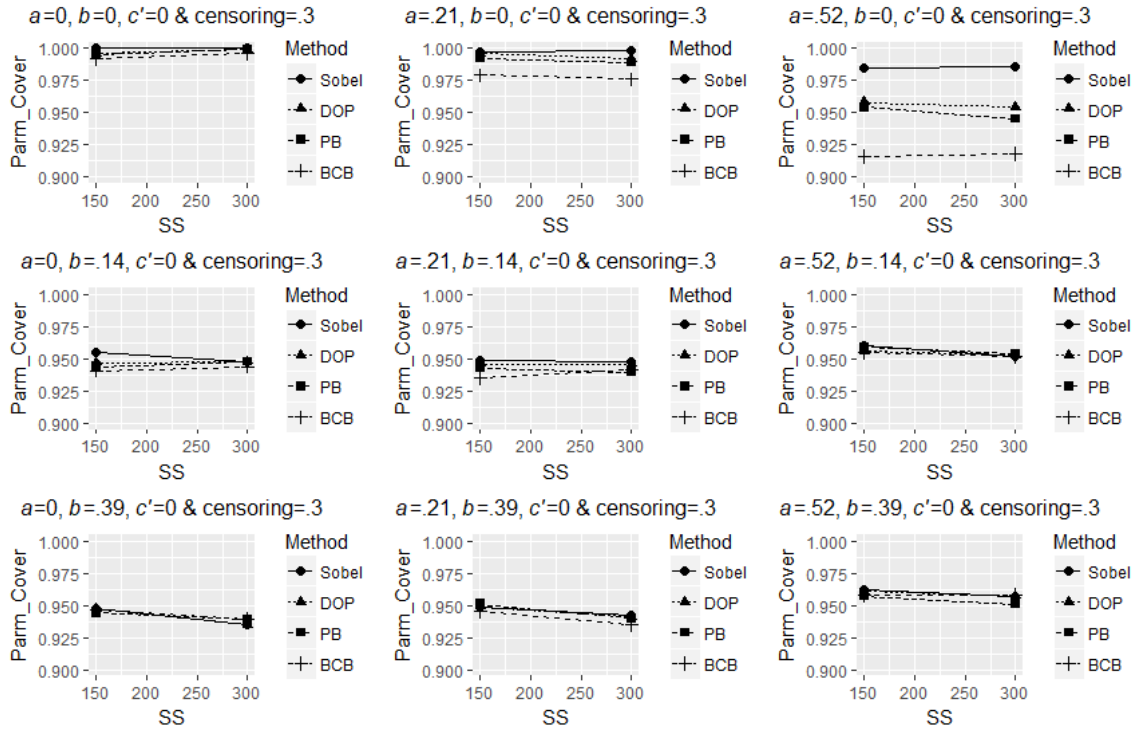 a=0, b=0, c'=0 & censoring=.3
Parm_Cover
1.000
0.975
0.950
0.925
0.900
150 200 250 300
SS
Method
Sobel
DOP
PB
BCB
a=.21, b=0, c'=0 & censoring=.3
Parm_Cover
1.000
0.975
0.950
0.925
0.900
150 200 250 300
SS
Method
Sobel
DOP
PB
BCB
a=.52, b=0, c'=0 & censoring=.3
Parm_Cover
1.000
0.975
0.950
0.925
0.900
150 200 250 300
SS
Method
Sobel
DOP
PB
BCB
a=0, b=.14, c'=0 & censoring=.3
Parm_Cover
1.000
0.975
0.950
0.925
0.900
150 200 250 300
SS
Method
Sobel
DOP
PB
BCB
a=.21, b=.14, c'=0 & censoring=.3
Parm_Cover
1.000
0.975
0.950
0.925
0.900
150 200 250 300
SS
Method
Sobel
DOP
PB
BCB
a=.52, b=.14, c'=0 & censoring=.3
Parm_Cover
1.000
0.975
0.950
0.925
0.900
150 200 250 300
SS
Method
Sobel
DOP
PB
BCB
a=0, b=.39, c'=0 & censoring=.3
Parm_Cover
1.000
0.975
0.950
0.925
0.900
150 200 250 300
SS
Method
Sobel
DOP
PB
BCB
a=.21, b=.39, c'=0 & censoring=.3
Parm_Cover
1.000
0.975
0.950
0.925
0.900
150 200 250 300
SS
Method
Sobel
DOP
PB
BCB
a=.52, b=.39, c'=0 & censoring=.3
Parm_Cover
1.000
0.975
0.950
0.925
0.900
150 200 250 300
SS
Method
Sobel
DOP
PB
BCB